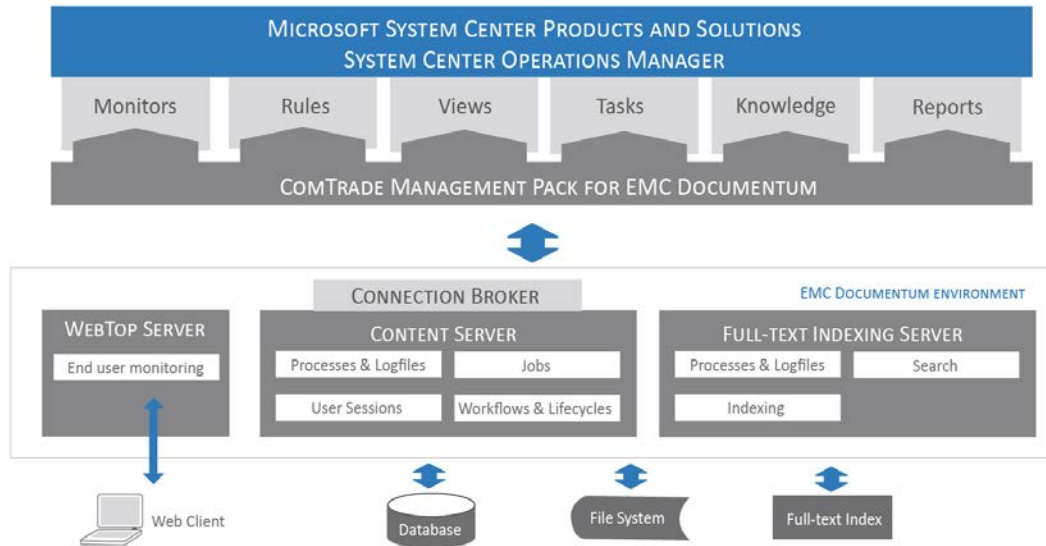 MICROSOFT SYSTEM CENTER PRODUCTS AND SOLUTIONS
SYSTEM CENTER OPERATIONS MANAGER
Monitors
Rules
Views
Tasks
Knowledge
Reports
COMTRADE MANAGEMENT PACK FOR EMC DOCUMENTUM
CONNECTION BROKER
EMC DOCUMENTUM ENVIRONMENT
WEBTOP SERVER
End user monitoring
CONTENT SERVER
Processes & Logfiles
Jobs
User Sessions
Workflows & Lifecycles
FULL-TEXT INDEXING SERVER
Processes & Logfiles
Search
Indexing
Web Client
Database
File System
Full-text Index